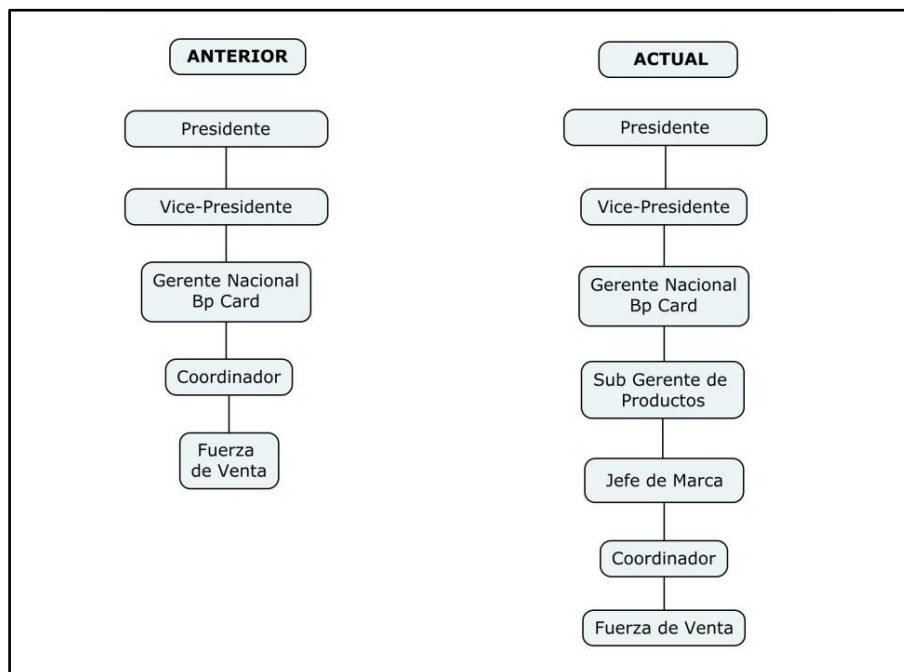 ANTERIOR
Presidente
Vice-Presidente
Gerente Nacional
Bp Card
Coordinador
Fuerza
de Venta
ACTUAL
Presidente
Vice-Presidente
Gerente Nacional
Bp Card
Sub Gerente de
Productos
Jefe de Marca
Coordinador
Fuerza de Venta